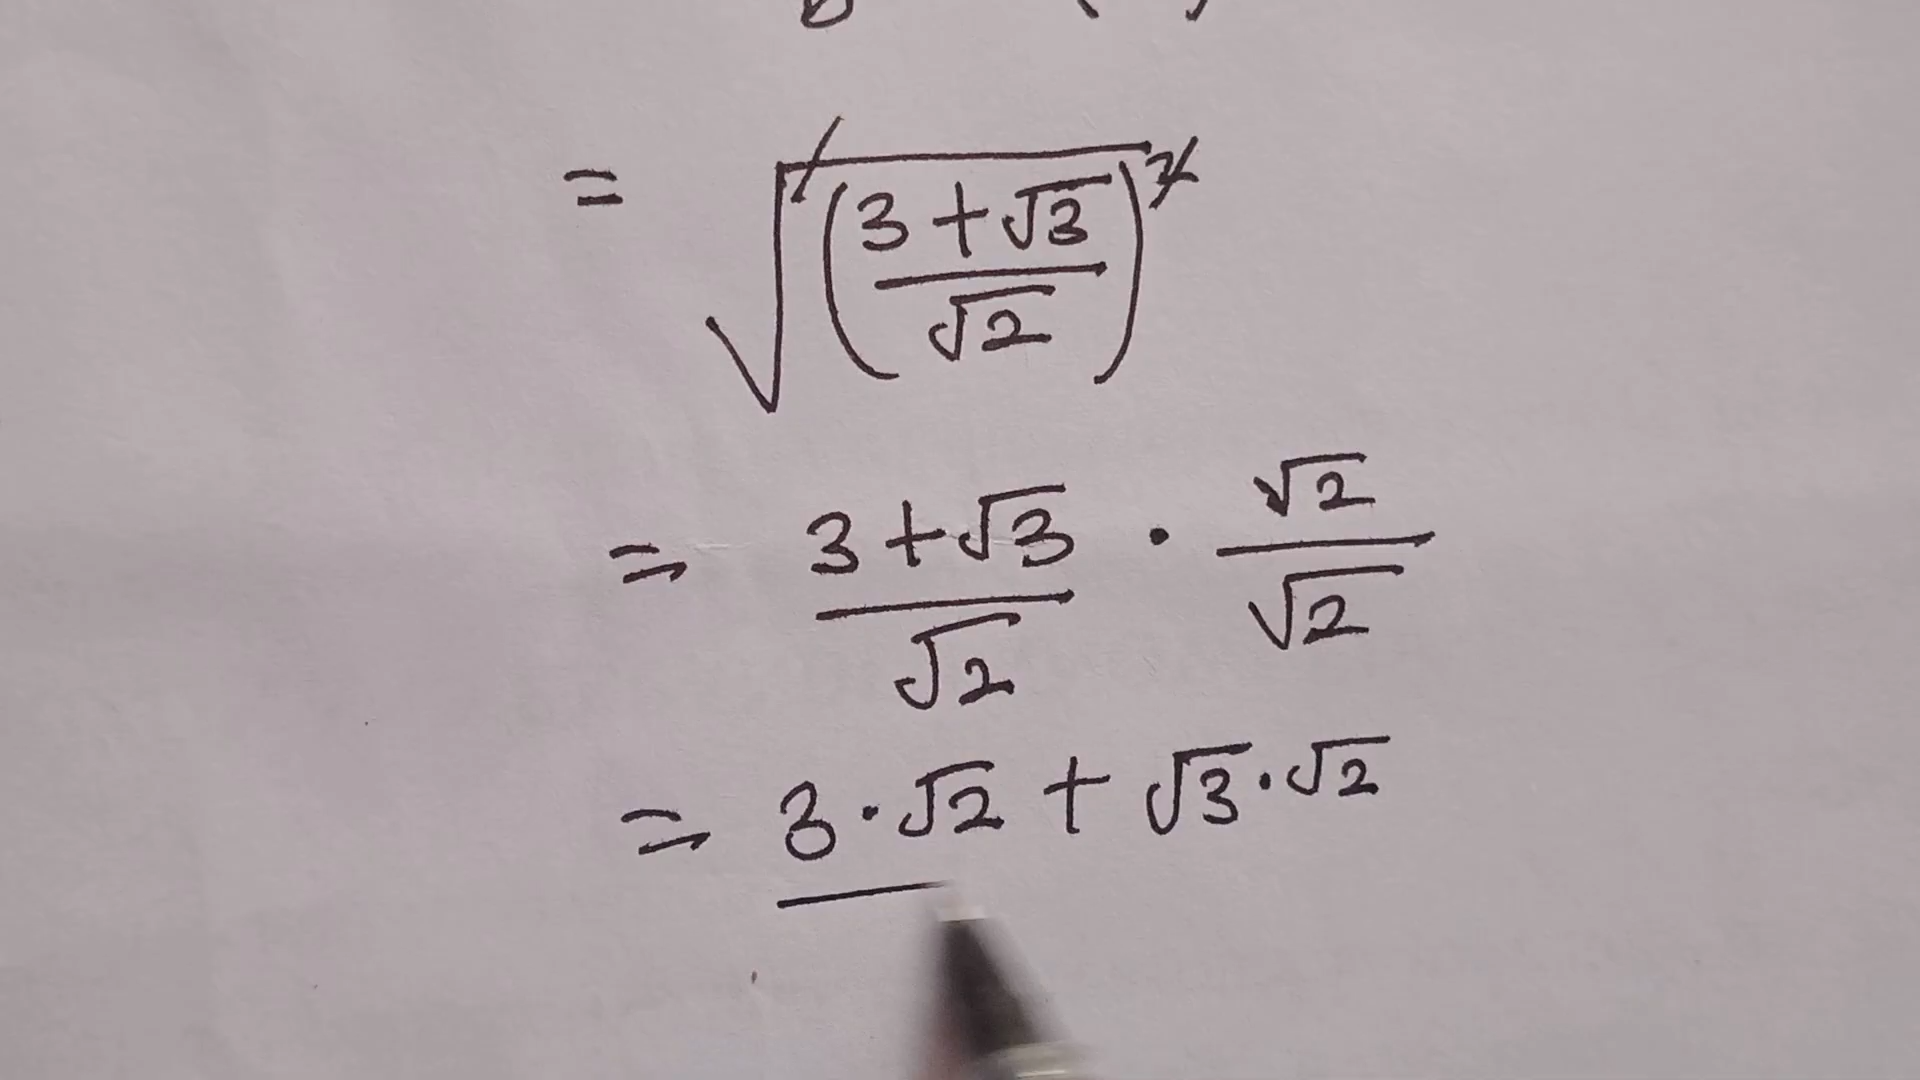 = √((3+√3)/√2)²
= (3+√3)/√2 · √2/√2
= 3·√2 + √3·√2